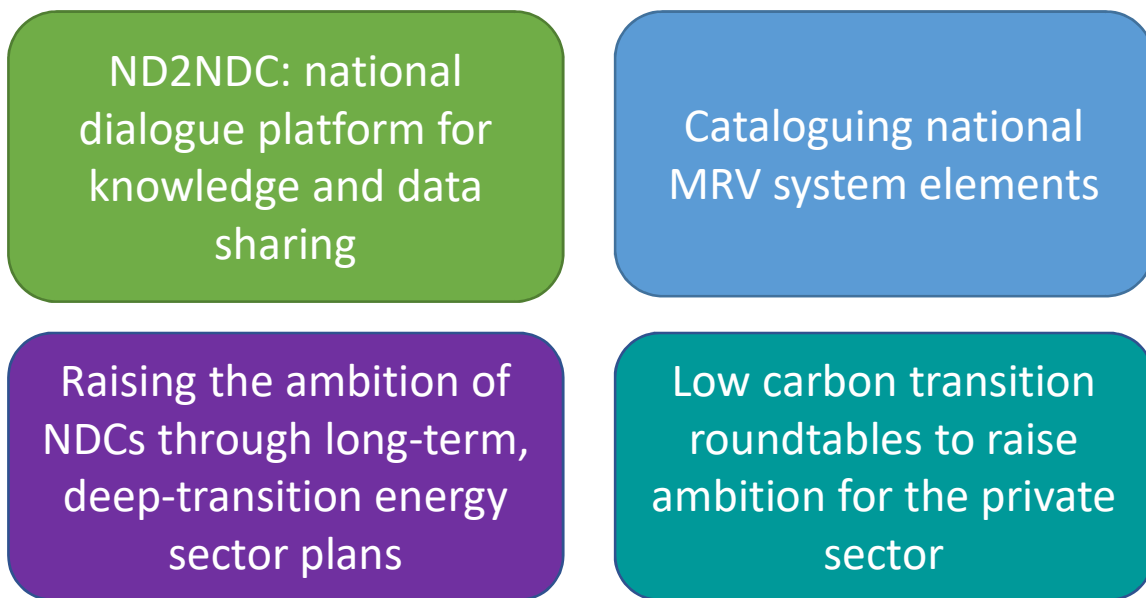 ND2NDC: national
dialogue platform for
knowledge and data
sharing
Cataloguing national
MRV system elements
Raising the ambition of
NDCs through long-term,
deep-transition energy
sector plans
Low carbon transition
roundtables to raise
ambition for the private
sector